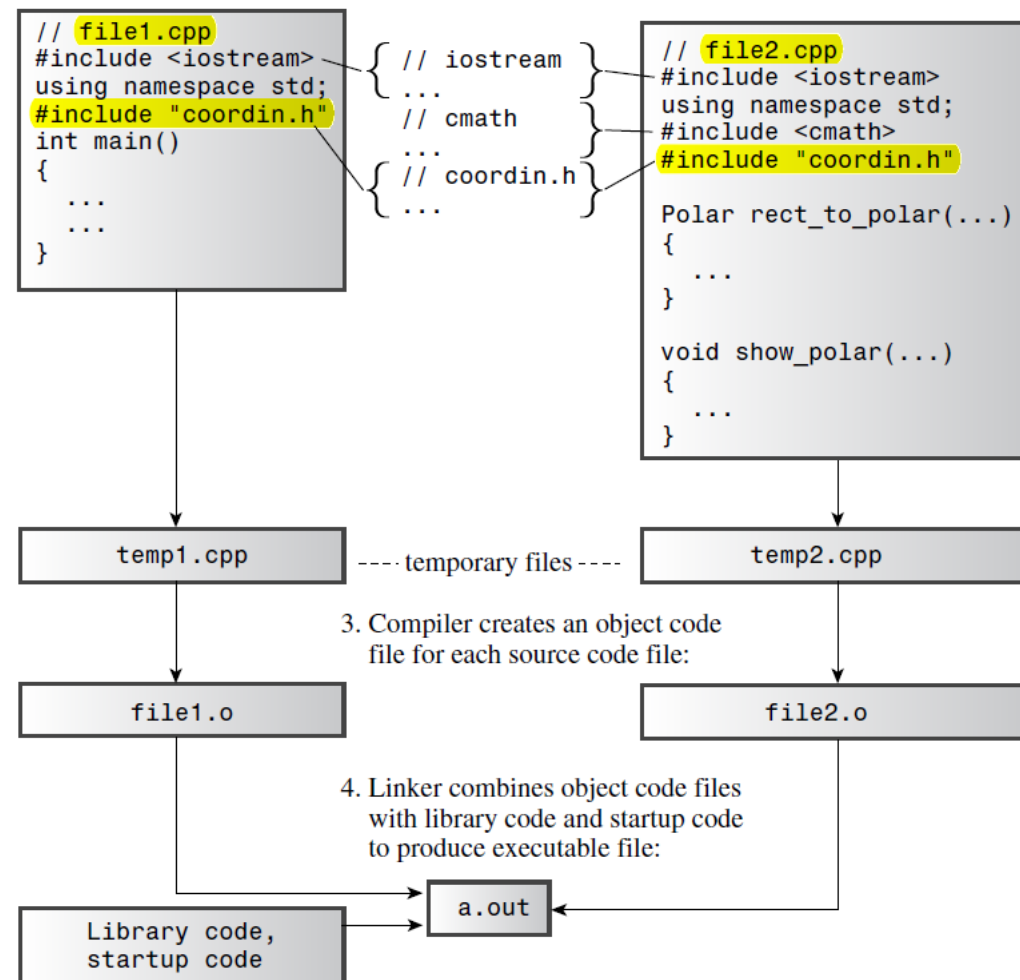 // file1.cpp
#include <iostream>
using namespace std;
#include "coordin.h"
int main()
{
...
...
}
// iostream
...
// cmath
...
// coordin.h
...
// file2.cpp
#include <iostream>
using namespace std;
#include <cmath>
#include "coordin.h"
Polar rect_to_polar(...)
{
...
}
void show_polar(...)
{
...
}
temp1.cpp
---- temporary files ----
temp2.cpp
3. Compiler creates an object code
file for each source code file:
file1.o
file2.o
4. Linker combines object code files
with library code and startup code
to produce executable file:
a.out
Library code,
startup code